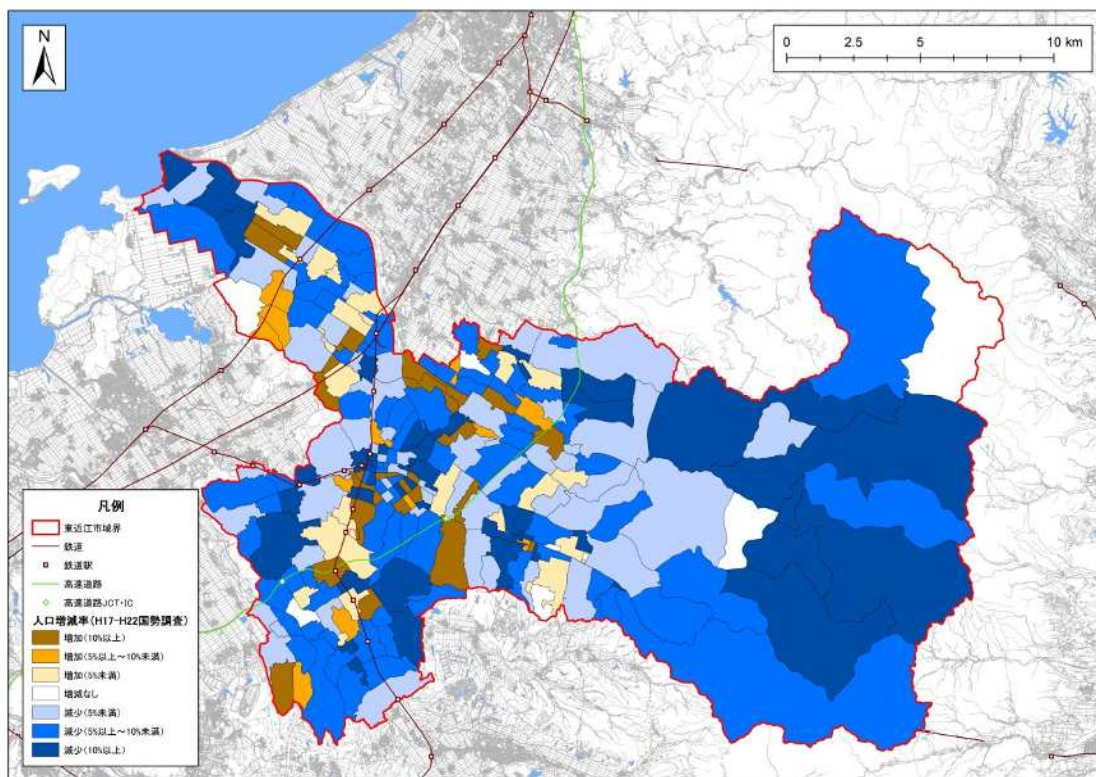 N
0 2.5 5 10 km
凡例
東近江市域界
鉄道
鉄道駅
高速道路
高速道路JCT・IC
人口増減率(H17-H22国勢調査)
増加(10%以上)
増加(5%以上～10%未満)
増加(5%未満)
増減なし
減少(5%未満)
減少(5%以上～10%未満)
減少(10%以上)